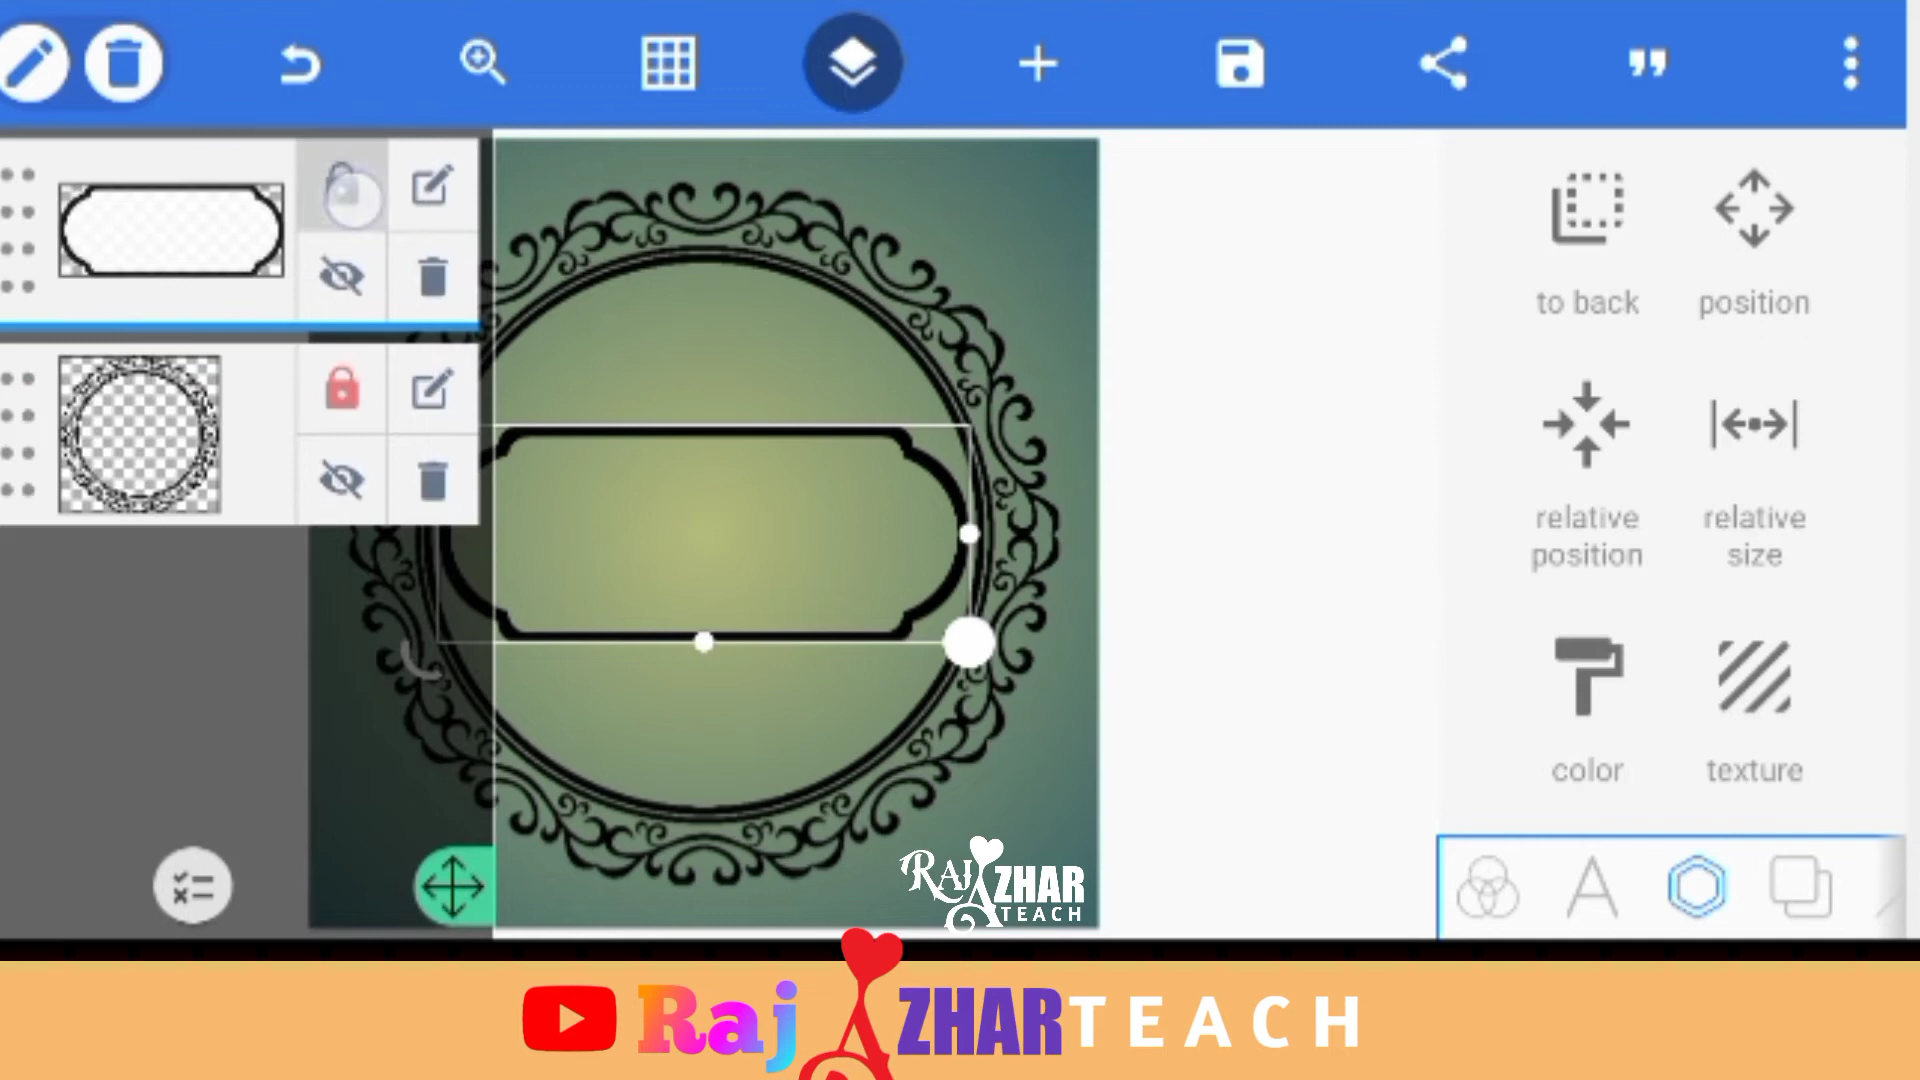 to back
position
relative position
relative size
color
texture
RAJ AZHAR TEACH
Raj AZHAR TEACH